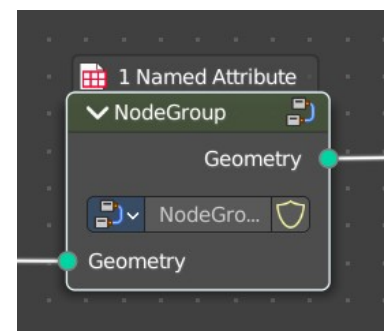 1 Named Attribute
NodeGroup
Geometry
NodeGro...
Geometry